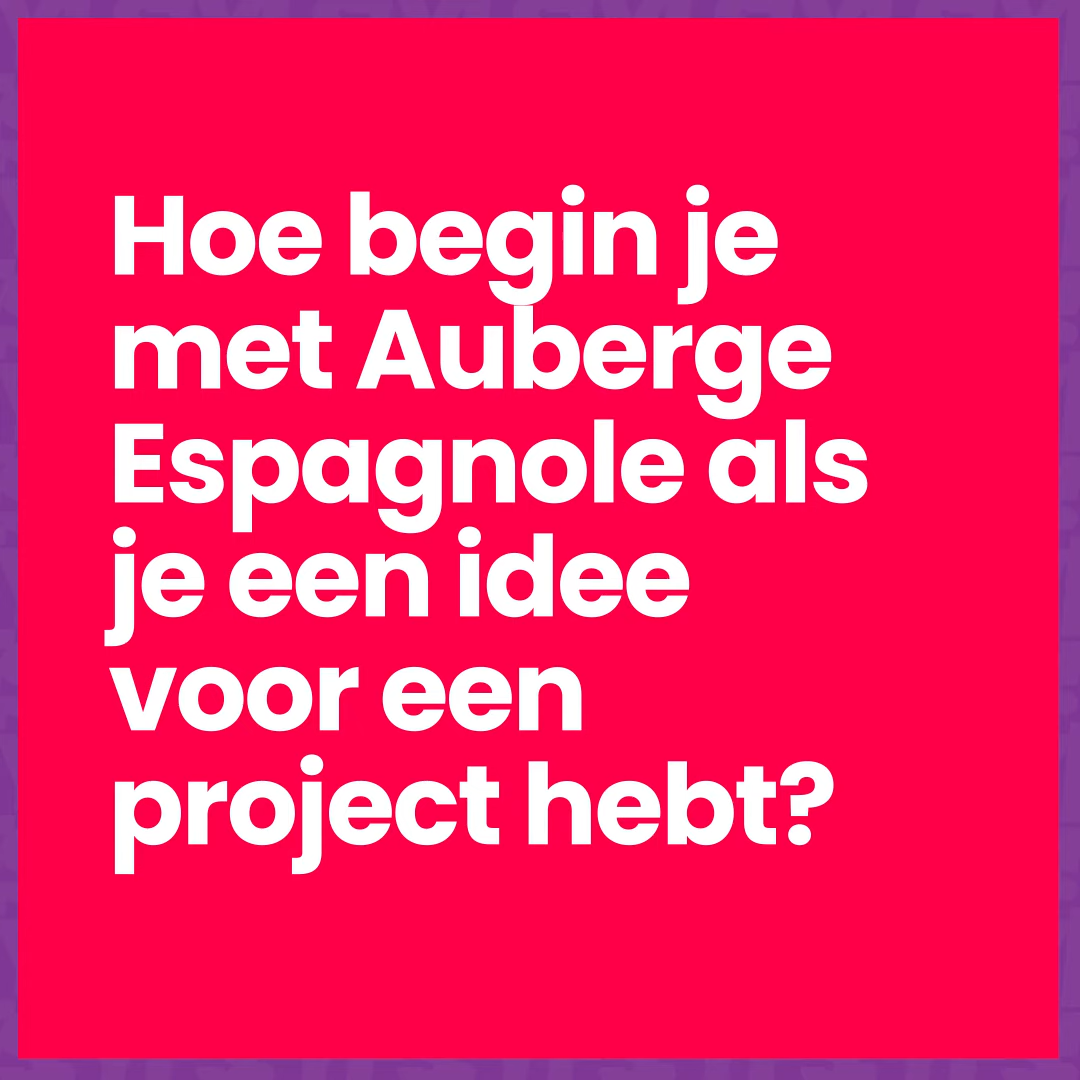 Hoe begin je
met Auberge
Espagnole als
je een idee
voor een
project hebt?